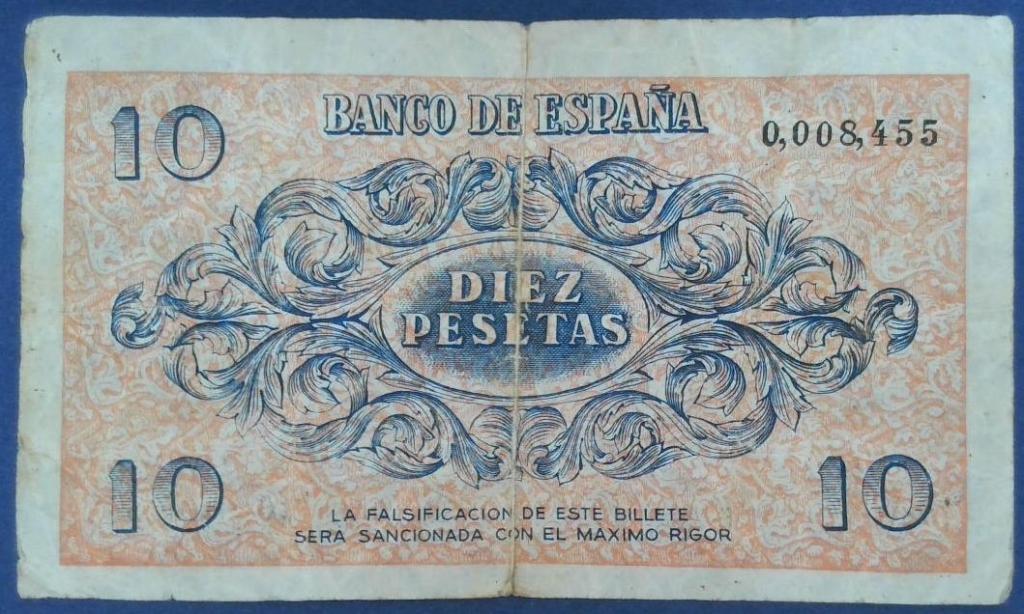 10
BANCO DE ESPAÑA
0,008,455
DIEZ
PESETAS
10
LA FALSIFICACION DE ESTE BILLETE
SERA SANCIONADA CON EL MAXIMO RIGOR
10